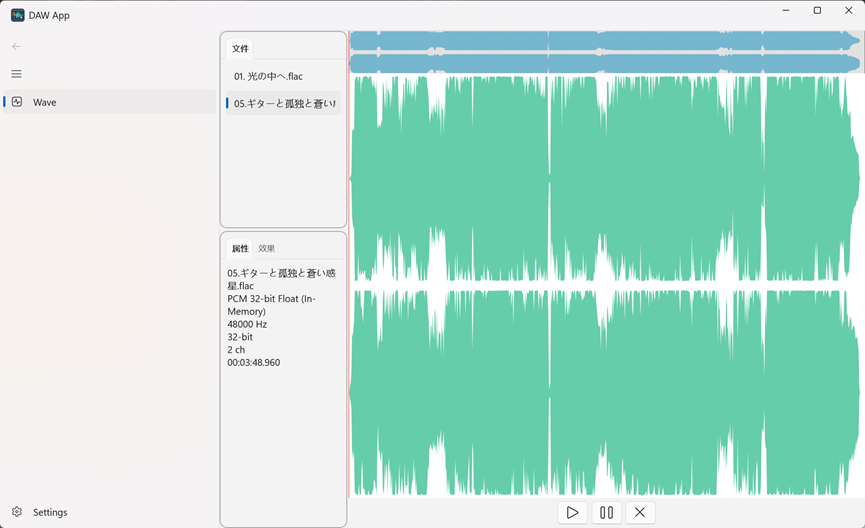 DAW App
Wave
文件
01. 光の中へ.flac
05.ギターと孤独と蒼い
属性 效果
05.ギターと孤独と蒼い惑
星.flac
PCM 32-bit Float (In-
Memory)
48000 Hz
32-bit
2 ch
00:03:48.960
Settings